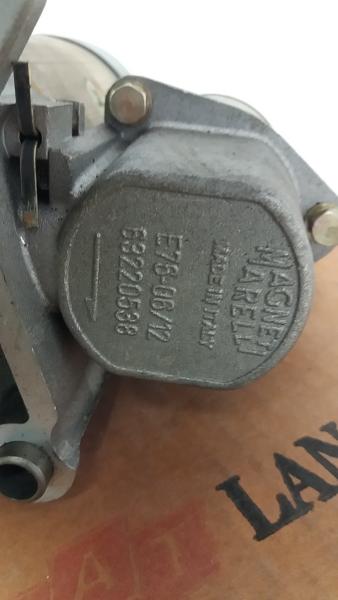 MAGNETI
MARELLI
MADE IN ITALY
E78-06/12
63220538
LAN